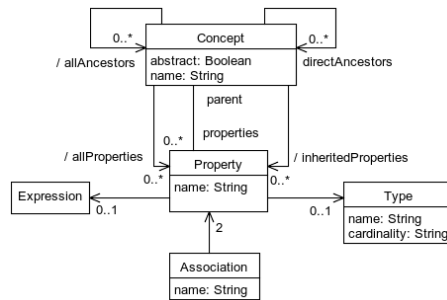 Concept
0..*
0..*
/ allAncestors
abstract: Boolean
name: String
directAncestors
parent
properties
/ allProperties
0..*
/ inheritedProperties
0..*
Property
0..*
name: String
Expression
0..1
0..1
Type
name: String
cardinality: String
2
Association
name: String